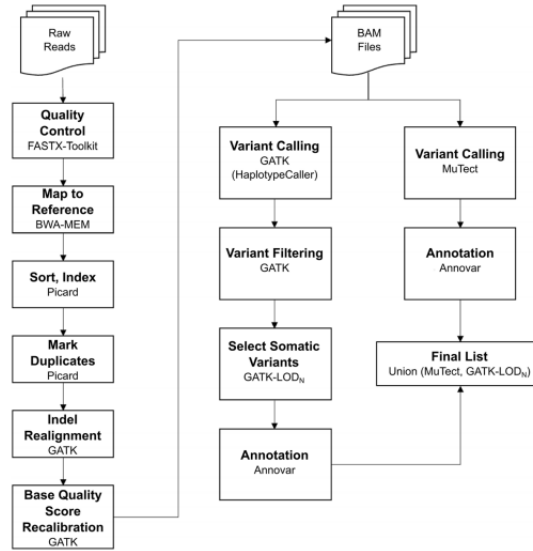 Raw
Reads
Quality
Control
FASTX-Toolkit
Map to
Reference
BWA-MEM
Sort, Index
Picard
Mark
Duplicates
Picard
Indel
Realignment
GATK
Base Quality
Score
Recalibration
GATK
BAM
Files
Variant Calling
GATK
(HaplotypeCaller)
Variant Filtering
GATK
Select Somatic
Variants
GATK-LODN
Annotation
Annovar
Variant Calling
MuTect
Annotation
Annovar
Final List
Union (MuTect, GATK-LODN)